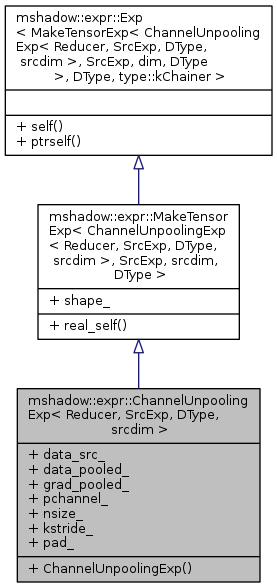 mshadow::expr::Exp
< MakeTensorExp< ChannelUnpooling
Exp< Reducer, SrcExp, DType,
srcdim >, SrcExp, dim, DType
>, DType, type::kChainer >
+ self()
+ ptrself()
mshadow::expr::MakeTensor
Exp< ChannelUnpoolingExp
< Reducer, SrcExp, DType,
srcdim >, SrcExp, srcdim,
DType >
+ shape_
+ real_self()
mshadow::expr::ChannelUnpooling
Exp< Reducer, SrcExp, DType,
srcdim >
+ data_src_
+ data_pooled_
+ grad_pooled_
+ pchannel_
+ nsize_
+ kstride_
+ pad_
+ ChannelUnpoolingExp()